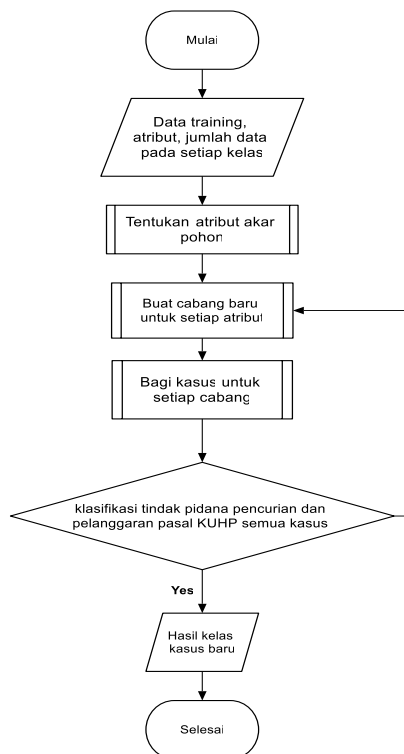 Mulai
Data training,
atribut, jumlah data
pada setiap kelas
Tentukan atribut akar
pohon
Buat cabang baru
untuk setiap atribut
Bagi kasus untuk
setiap cabang
klasifikasi tindak pidana pencurian dan
pelanggaran pasal KUHP semua kasus
Yes
Hasil kelas
kasus baru
Selesai